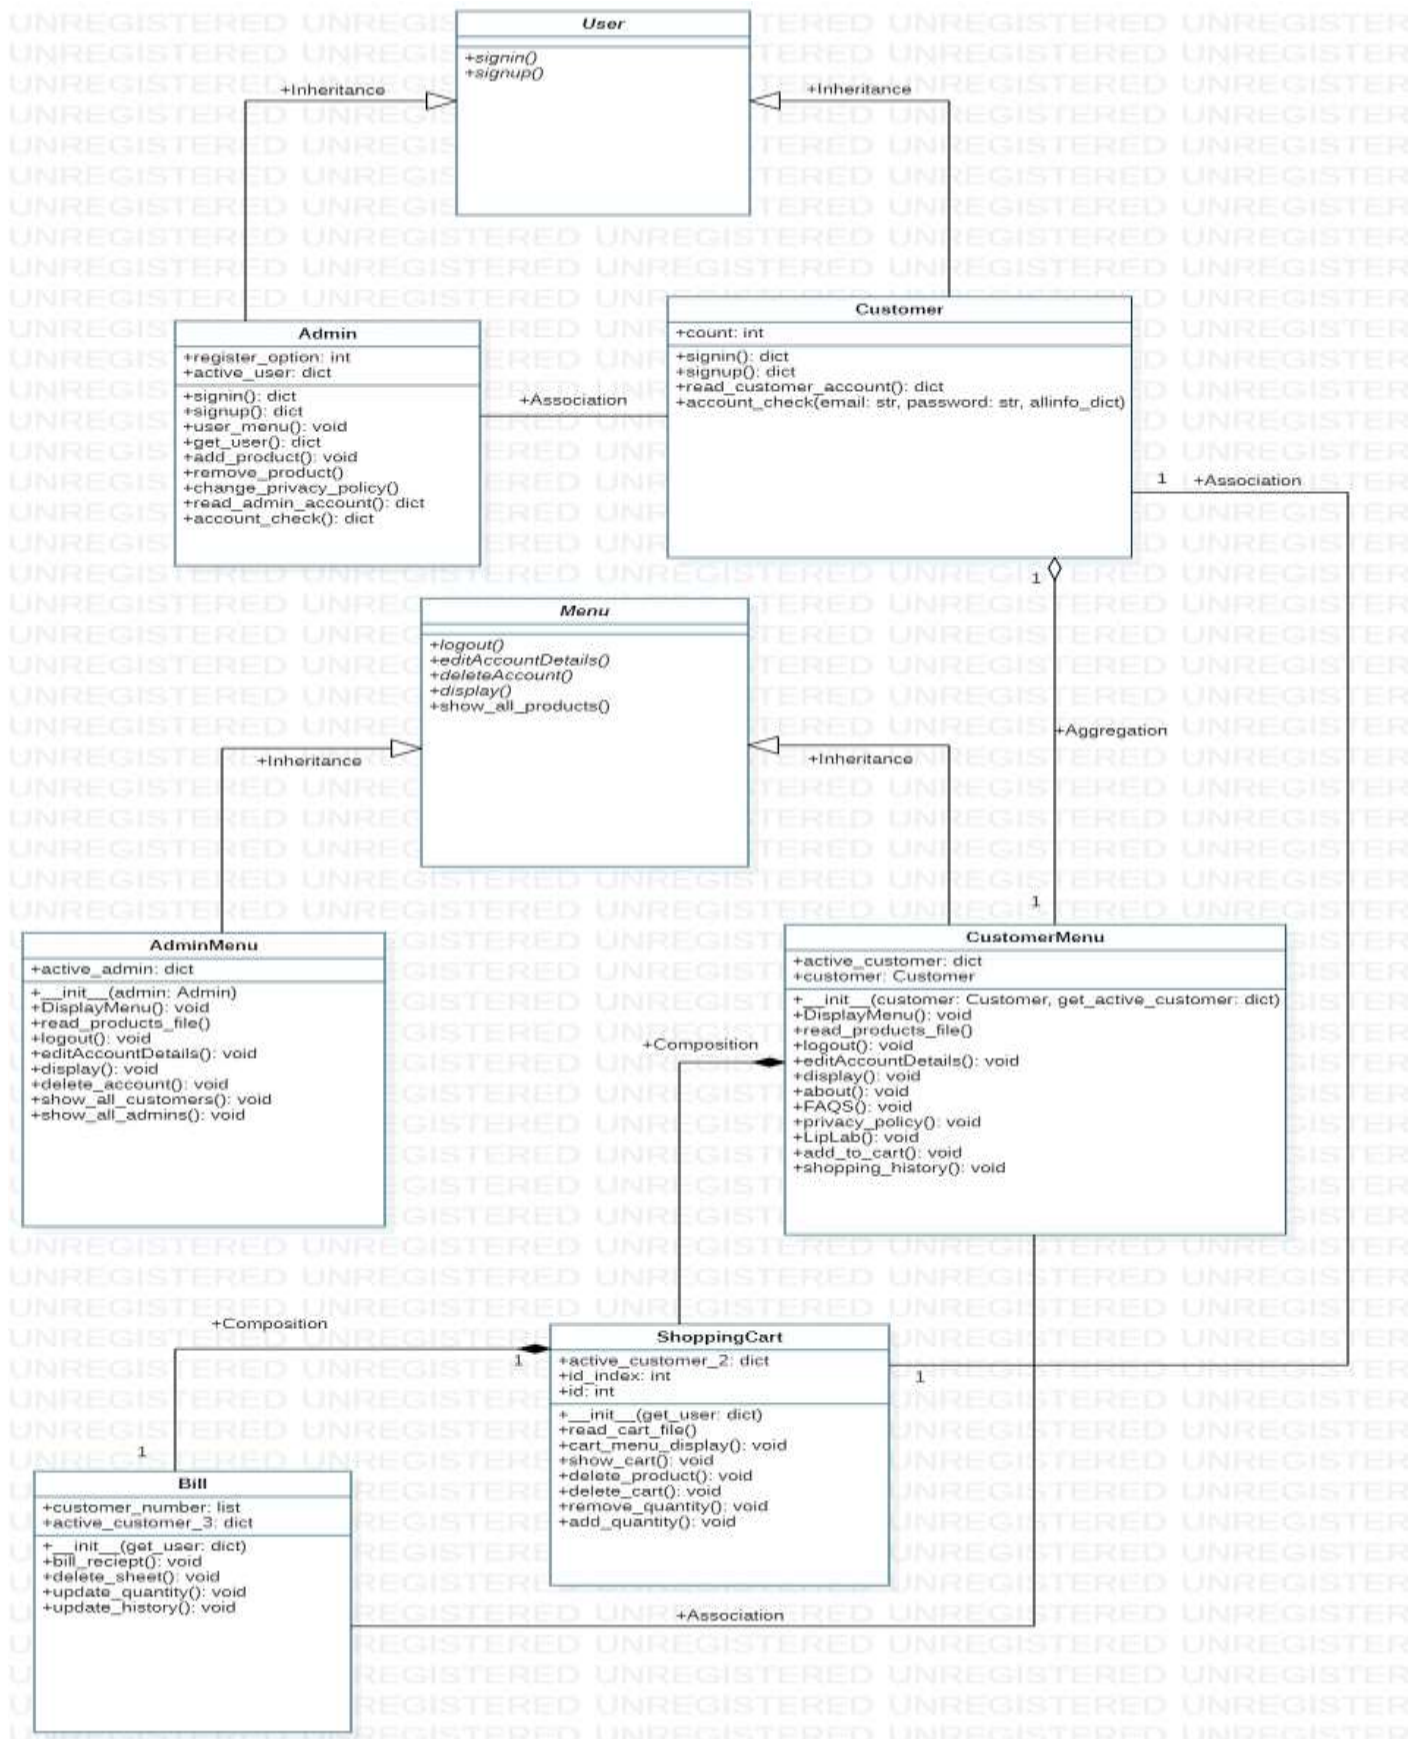 User
+signin()
+signup()
+Inheritance
+Inheritance
Admin
+register_option: int
+active_user: dict
+signin(): dict
+signup(): dict
+user_menu(): void
+get_user(): dict
+add_product(): void
+remove_product()
+change_privacy_policy()
+read_admin_account(): dict
+account_check(): dict
+Association
Customer
+count: int
+signin(): dict
+signup(): dict
+read_customer_account(): dict
+account_check(email: str, password: str, allinfo_dict)
1 +Association
1
Menu
+logout()
+editAccountDetails()
+deleteAccount()
+display()
+show_all_products()
+Aggregation
+Inheritance
+Inheritance
1
AdminMenu
+active_admin: dict
+__init__(admin: Admin)
+DisplayMenu(): void
+read_products_file()
+logout(): void
+editAccountDetails(): void
+display(): void
+delete_account(): void
+show_all_customers(): void
+show_all_admins(): void
CustomerMenu
+active_customer: dict
+customer: Customer
+__init__(customer: Customer, get_active_customer: dict)
+DisplayMenu(): void
+read_products_file()
+logout(): void
+editAccountDetails(): void
+display(): void
+about(): void
+FAQS(): void
+privacy_policy(): void
+LipLab(): void
+add_to_cart(): void
+shopping_history(): void
+Composition
+Composition
1
ShoppingCart
+active_customer_2: dict
+id_index: int
+id: int
+__init__(get_user: dict)
+read_cart_file()
+cart_menu_display(): void
+show_cart(): void
+delete_product(): void
+delete_cart(): void
+remove_quantity(): void
+add_quantity(): void
1
1
Bill
+customer_number: list
+active_customer_3: dict
+__init__(get_user: dict)
+bill_reciept(): void
+delete_sheet(): void
+update_quantity(): void
+update_history(): void
+Association
UNREGISTERED UNREGISTERED UNREGISTERED UNREGISTERED